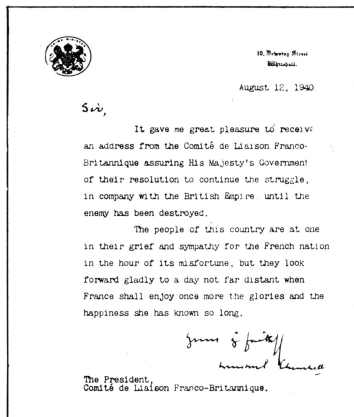 PRIME MINISTER
10, Downing Street
Whitehall.
August 12, 1940
Sir,
It gave me great pleasure to receive
an address from the Comité de Liaison Franco-
Britannique assuring His Majesty's Government
of their resolution to continue the struggle,
in company with the British Empire until the
enemy has been destroyed.
The people of this country are at one
in their grief and sympathy for the French nation
in the hour of its misfortune, but they look
forward gladly to a day not far distant when
France shall enjoy once more the glories and the
happiness she has known so long.
Winston Churchill
The President,
Comité de Liaison Franco-Britannique.